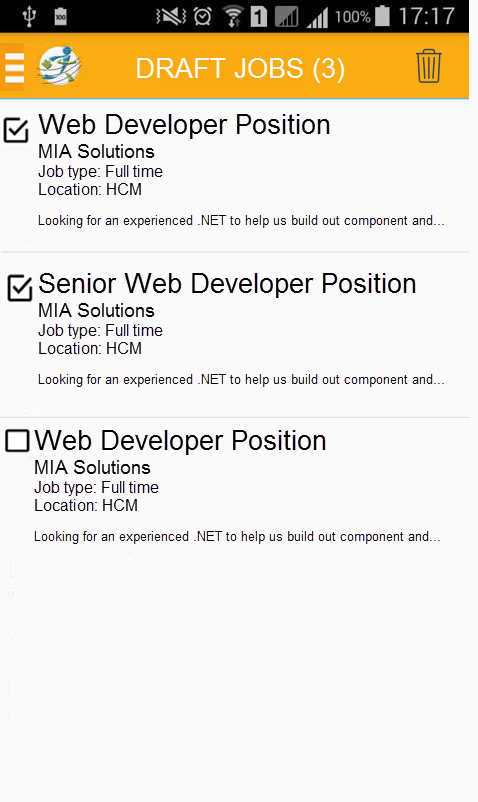 100 1 100% 17:17
DRAFT JOBS (3)
Web Developer Position
MIA Solutions
Job type: Full time
Location: HCM
Looking for an experienced .NET to help us build out component and...
Senior Web Developer Position
MIA Solutions
Job type: Full time
Location: HCM
Looking for an experienced .NET to help us build out component and...
Web Developer Position
MIA Solutions
Job type: Full time
Location: HCM
Looking for an experienced .NET to help us build out component and...